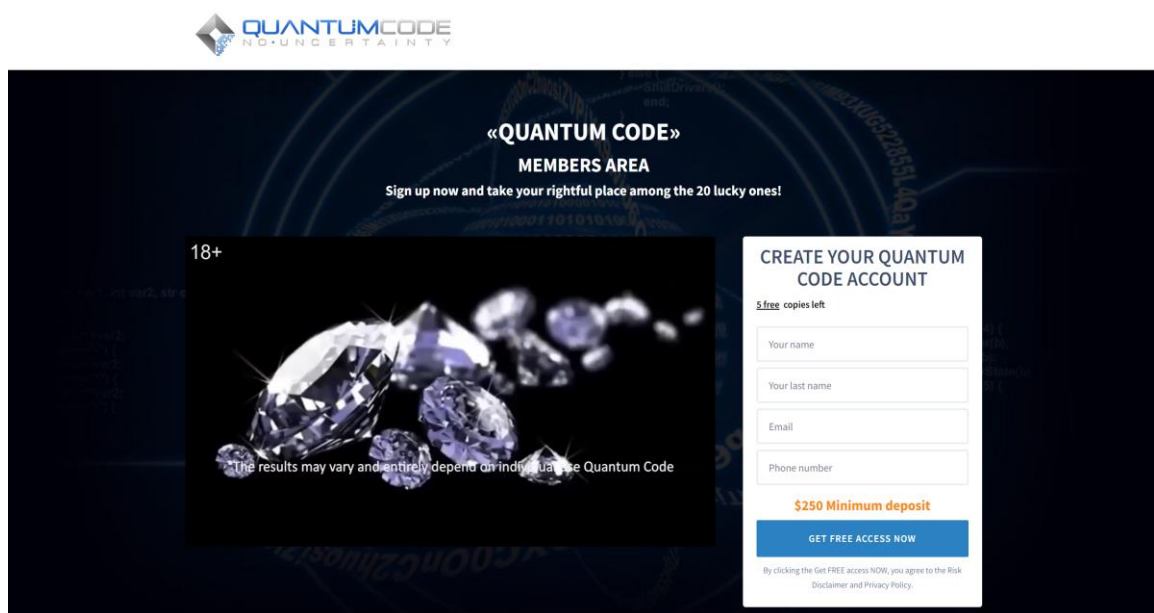 QUANTUMCODE
NO•UNCERTAINTY
«QUANTUM CODE»
MEMBERS AREA
Sign up now and take your rightful place among the 20 lucky ones!
18+
The results may vary and entirely depend on Quantum Code
CREATE YOUR QUANTUM
CODE ACCOUNT
5 free copies left
Your name
Your last name
Email
Phone number
$250 Minimum deposit
GET FREE ACCESS NOW
By clicking the Get FREE access NOW, you agree to the Risk
Disclaimer and Privacy Policy.